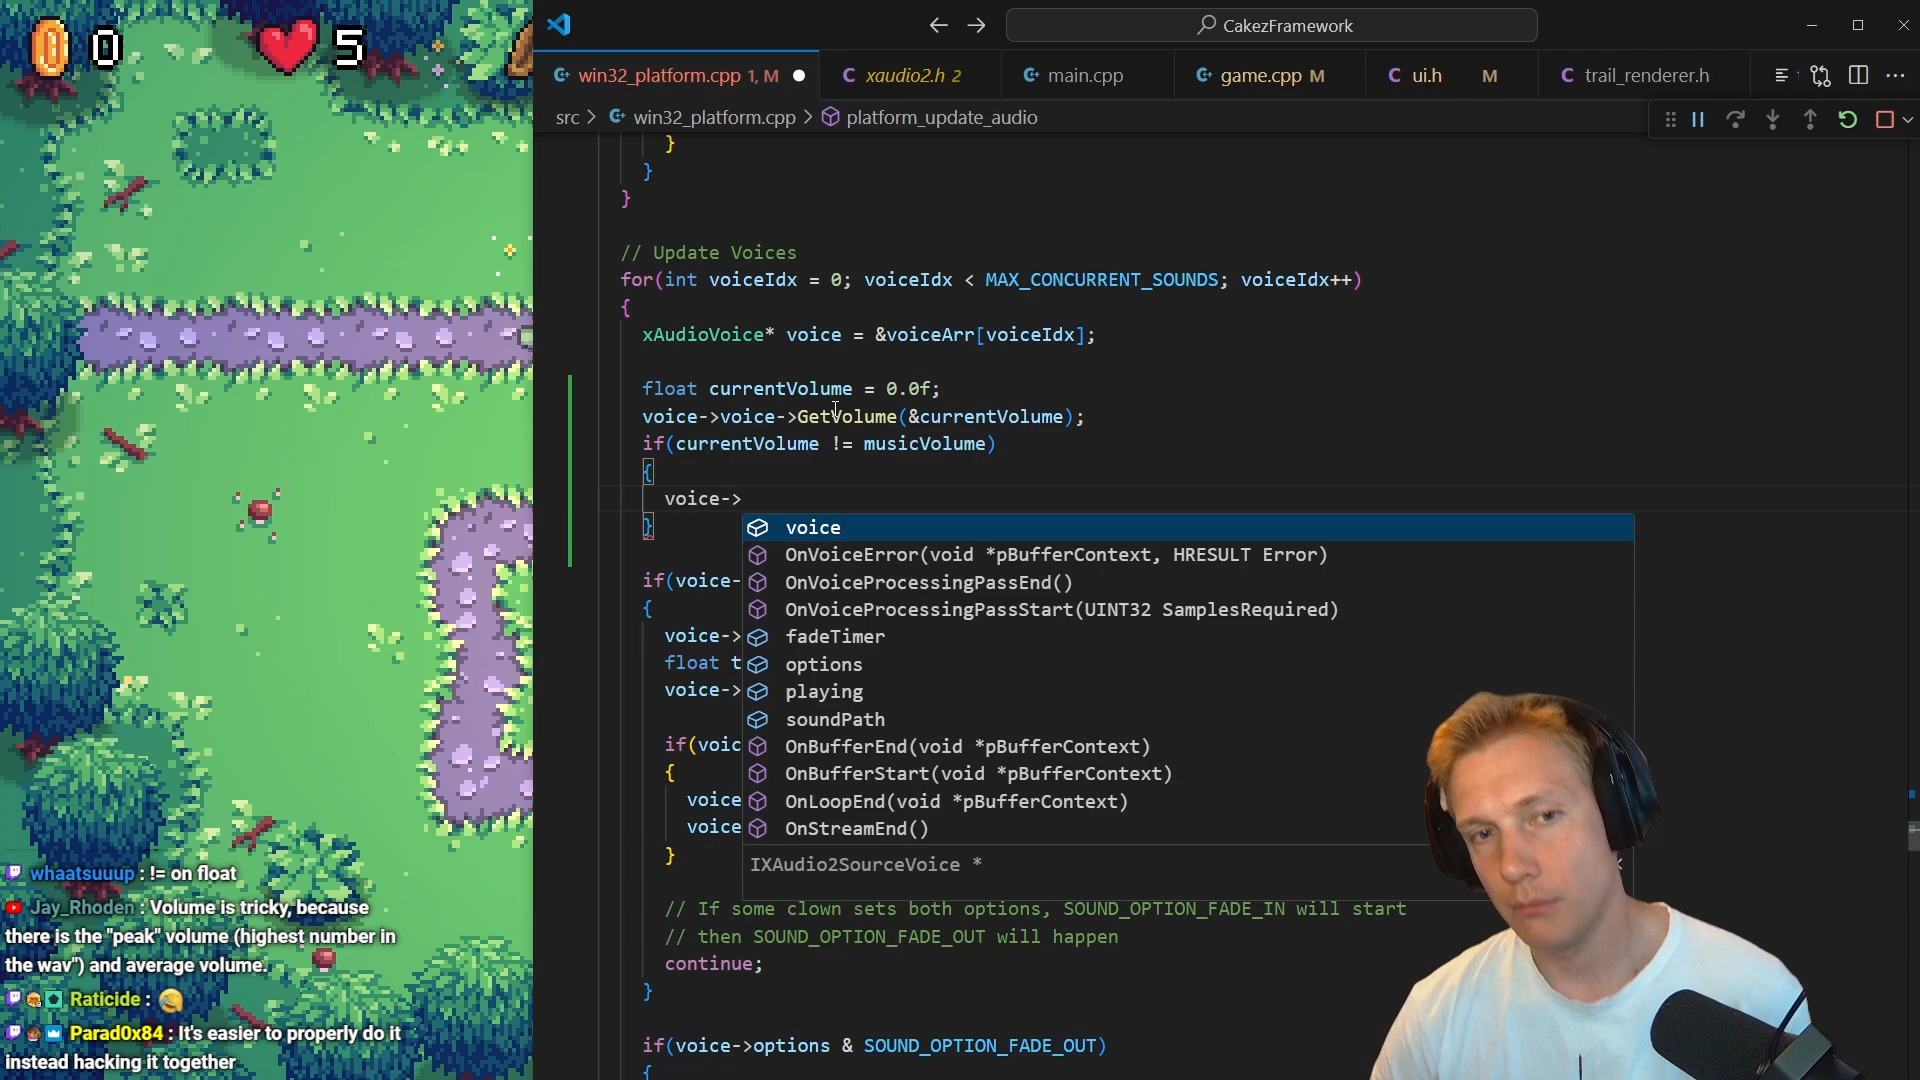 0
5
CakezFramework
win32_platform.cpp 1, M
xaudio2.h 2
main.cpp
game.cpp M
ui.h M
trail_renderer.h
src > win32_platform.cpp > platform_update_audio
}
}
}
// Update Voices
for(int voiceIdx = 0; voiceIdx < MAX_CONCURRENT_SOUNDS; voiceIdx++)
{
xAudioVoice* voice = &voiceArr[voiceIdx];
float currentVolume = 0.0f;
voice->voice->GetVolume(&currentVolume);
if(currentVolume != musicVolume)
{
voice->
}
voice
OnVoiceError(void *pBufferContext, HRESULT Error)
OnVoiceProcessingPassEnd()
OnVoiceProcessingPassStart(UINT32 SamplesRequired)
fadeTimer
options
playing
soundPath
OnBufferEnd(void *pBufferContext)
OnBufferStart(void *pBufferContext)
OnLoopEnd(void *pBufferContext)
OnStreamEnd()
IXAudio2SourceVoice *
if(voice-
{
voice->
float t
voice->
if(voic
{
voice
voice
}
// If some clown sets both options, SOUND_OPTION_FADE_IN will start
// then SOUND_OPTION_FADE_OUT will happen
continue;
}
if(voice->options & SOUND_OPTION_FADE_OUT)
{
whaatsuuup : != on float
Jay_Rhoden : Volume is tricky, because
there is the "peak" volume (highest number in
the wav") and average volume.
Raticide :
Parad0x84 : It's easier to properly do it
instead hacking it together